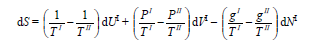 dS = (1/T^I − 1/T^II) dU^I + (P^I/T^I − P^II/T^II) dV^I − (g^I/T^I − g^II/T^II) dN^I